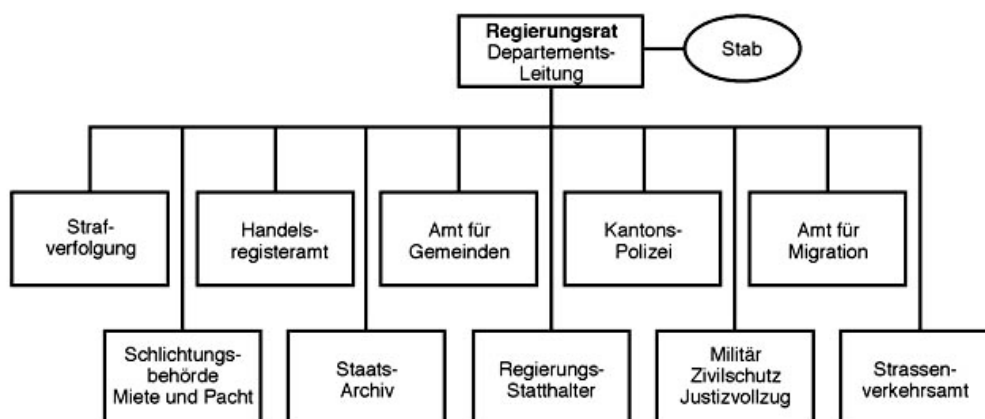 Regierungsrat
Departements-
Leitung
Stab
Straf-
verfolgung
Handels-
registeramt
Amt für
Gemeinden
Kantons-
Polizei
Amt für
Migration
Schlichtungs-
behörde
Miete und Pacht
Staats-
Archiv
Regierungs-
Statthalter
Militär
Zivilschutz
Justizvollzug
Strassen-
verkehrsamt